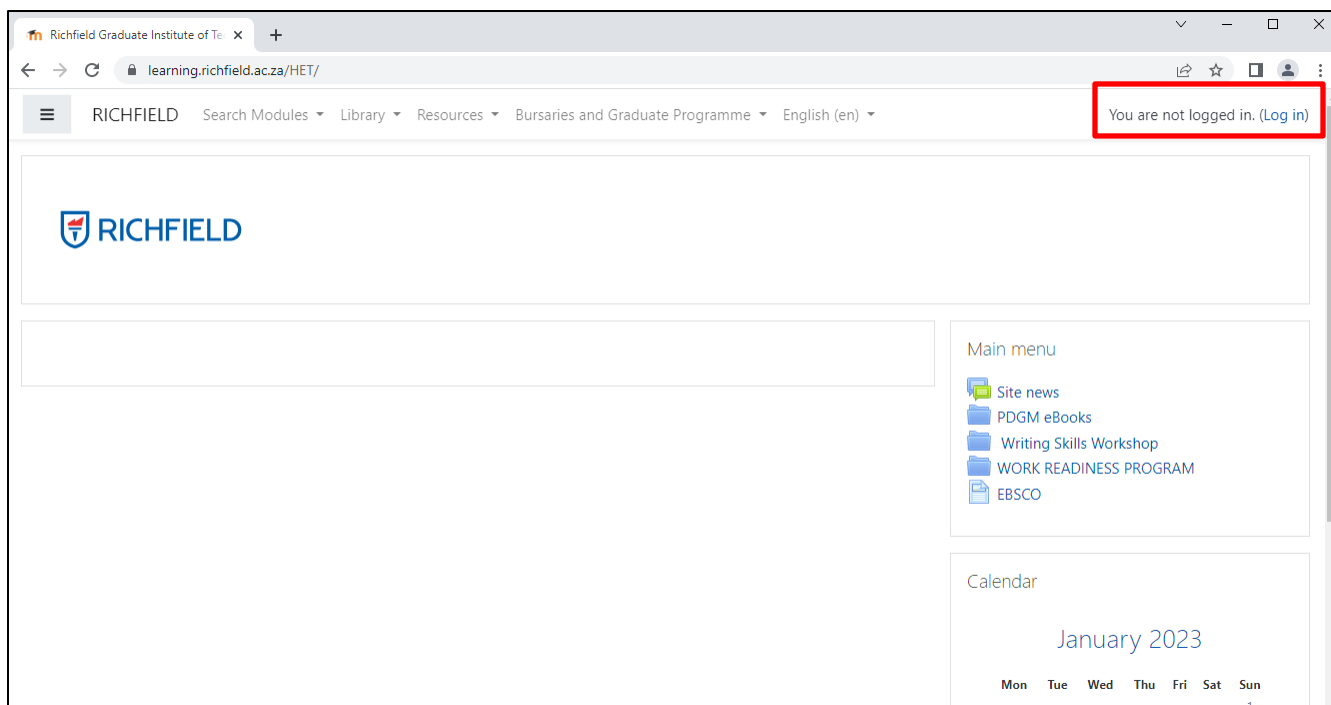 Richfield Graduate Institute of Te
learning.richfield.ac.za/HET/
RICHFIELD Search Modules Library Resources Bursaries and Graduate Programme English (en) You are not logged in. (Log in)
RICHFIELD
Main menu
Site news
PDGM eBooks
Writing Skills Workshop
WORK READINESS PROGRAM
EBSCO
Calendar
January 2023
Mon Tue Wed Thu Fri Sat Sun